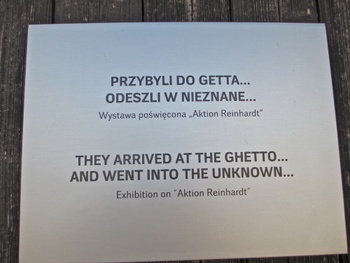 PRZYBYLI DO GETTA...
ODESZLI W NIEZNANE...
Wystawa poświęcona „Aktion Reinhardt”
THEY ARRIVED AT THE GHETTO...
AND WENT INTO THE UNKNOWN...
Exhibition on "Aktion Reinhardt"